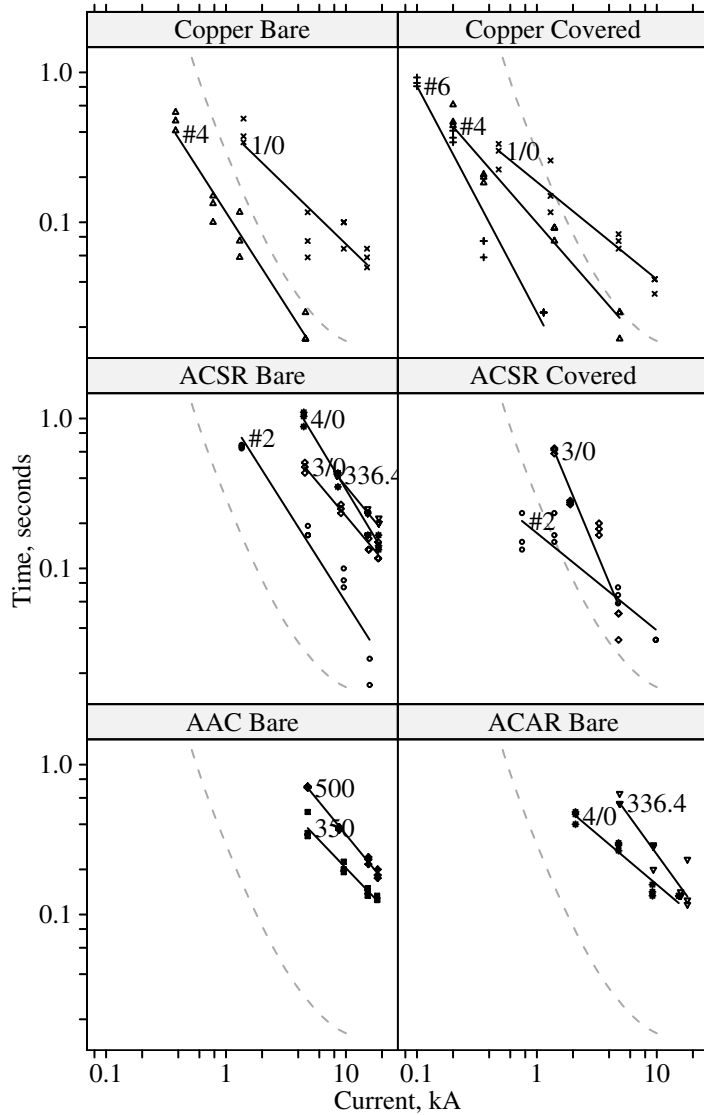 Copper Bare
Copper Covered
1.0
#4
1/0
#6
#4
1/0
0.1
ACSR Bare
ACSR Covered
1.0
#2
4/0
3/0
336.4
3/0
#2
Time, seconds
0.1
AAC Bare
ACAR Bare
1.0
500
350
336.4
4/0
0.1
0.1 1 10 0.1 1 10
Current, kA